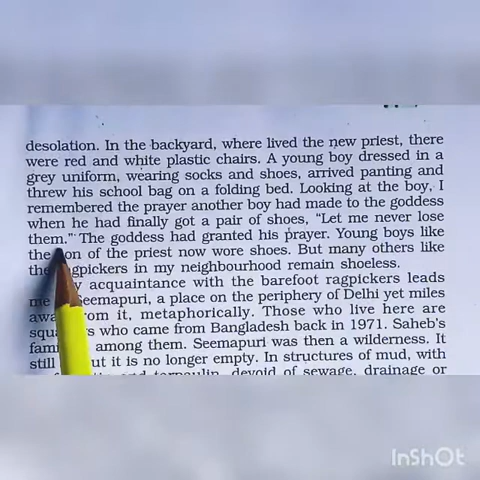 desolation. In the backyard, where lived the new priest, there
were red and white plastic chairs. A young boy dressed in a
grey uniform, wearing socks and shoes, arrived panting and
threw his school bag on a folding bed. Looking at the boy, I
remembered the prayer another boy had made to the goddess
when he had finally got a pair of shoes, “Let me never lose
them.” The goddess had granted his prayer. Young boys like
the son of the priest now wore shoes. But many others like
the ragpickers in my neighbourhood remain shoeless.
acquaintance with the barefoot ragpickers leads
Seemapuri, a place on the periphery of Delhi yet miles
from it, metaphorically. Those who live here are
who came from Bangladesh back in 1971. Saheb's
among them. Seemapuri was then a wilderness. It
still but it is no longer empty. In structures of mud, with
and tarpaulin, devoid of sewage, drainage or
InShOt